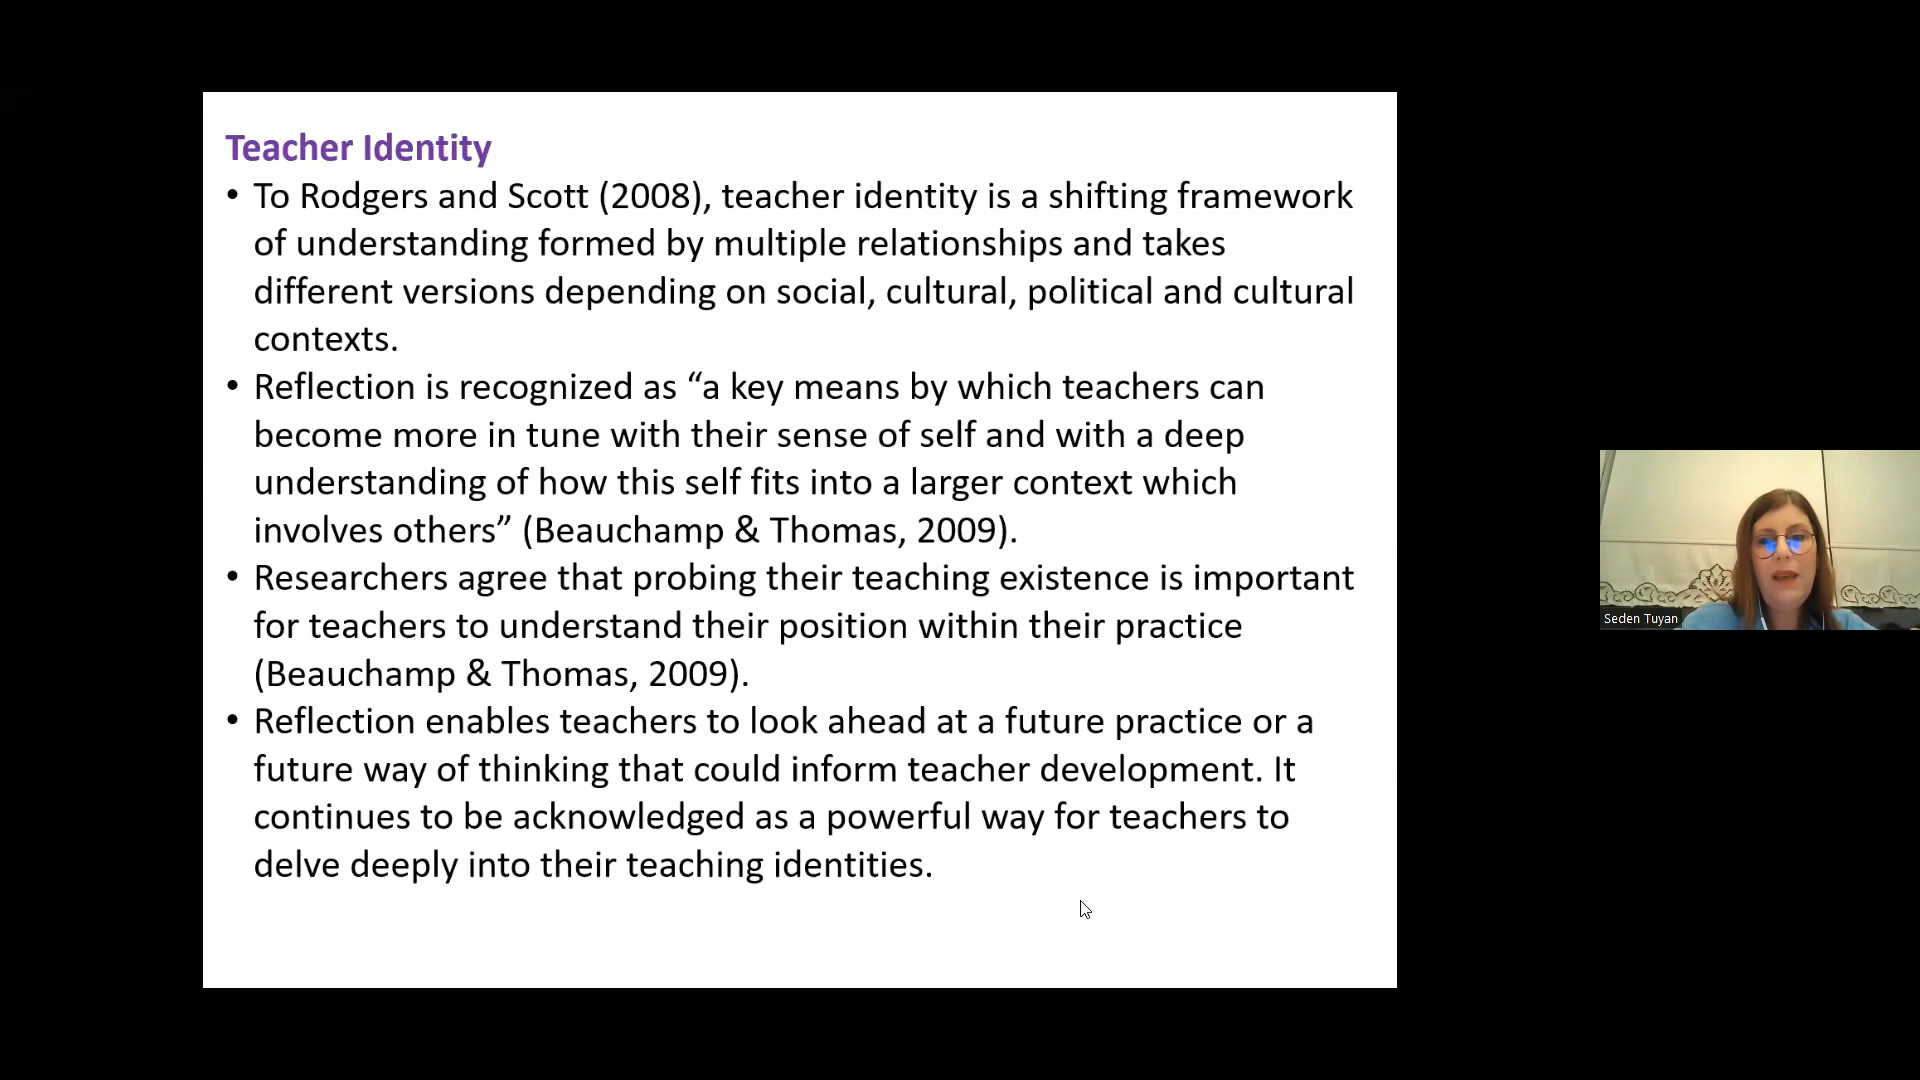 Teacher Identity
• To Rodgers and Scott (2008), teacher identity is a shifting framework
of understanding formed by multiple relationships and takes
different versions depending on social, cultural, political and cultural
contexts.
• Reflection is recognized as “a key means by which teachers can
become more in tune with their sense of self and with a deep
understanding of how this self fits into a larger context which
involves others” (Beauchamp & Thomas, 2009).
• Researchers agree that probing their teaching existence is important
for teachers to understand their position within their practice
(Beauchamp & Thomas, 2009).
• Reflection enables teachers to look ahead at a future practice or a
future way of thinking that could inform teacher development. It
continues to be acknowledged as a powerful way for teachers to
delve deeply into their teaching identities.
Seden Tuyan